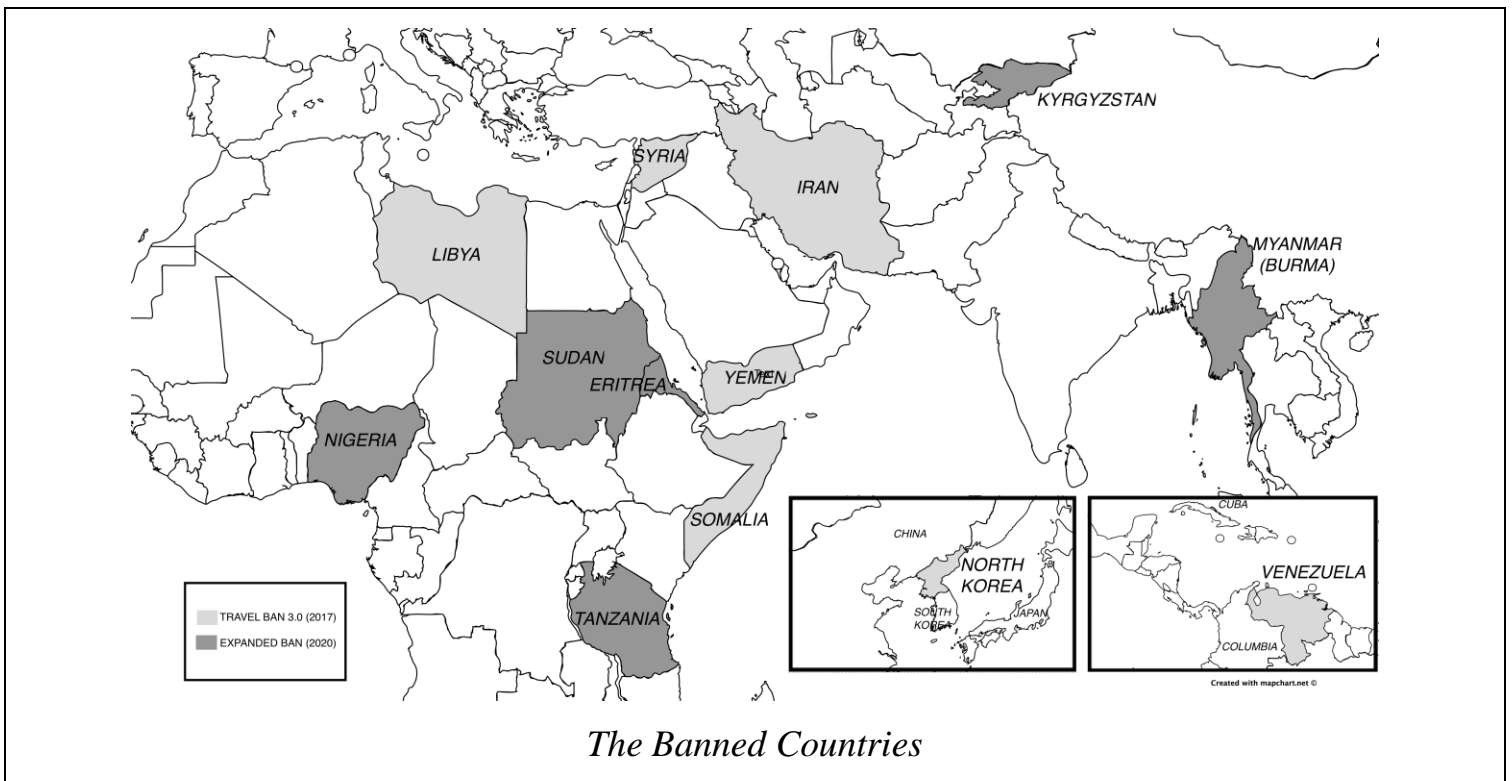 KYRGYZSTAN
SYRIA
IRAN
LIBYA
MYANMAR
(BURMA)
SUDAN
ERITREA
YEMEN
NIGERIA
SOMALIA
TANZANIA
CHINA
NORTH
KOREA
SOUTH
KOREA
JAPAN
CUBA
VENEZUELA
COLUMBIA
TRAVEL BAN 3.0 (2017)
EXPANDED BAN (2020)
Created with mapchart.net ©
The Banned Countries